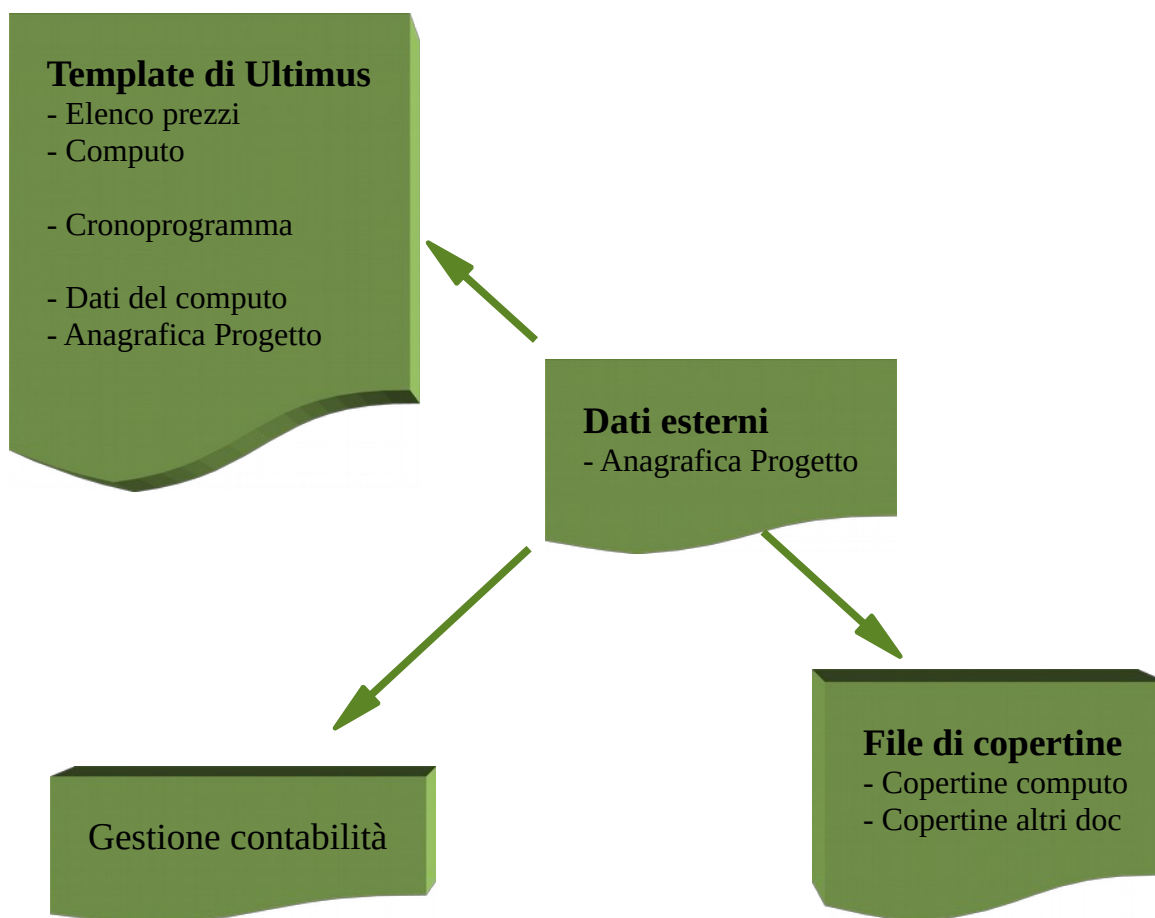 Template di Ultimus
- Elenco prezzi
- Computo
- Cronoprogramma
- Dati del computo
- Anagrafica Progetto
Dati esterni
- Anagrafica Progetto
File di copertine
- Copertine computo
- Copertine altri doc
Gestione contabilità